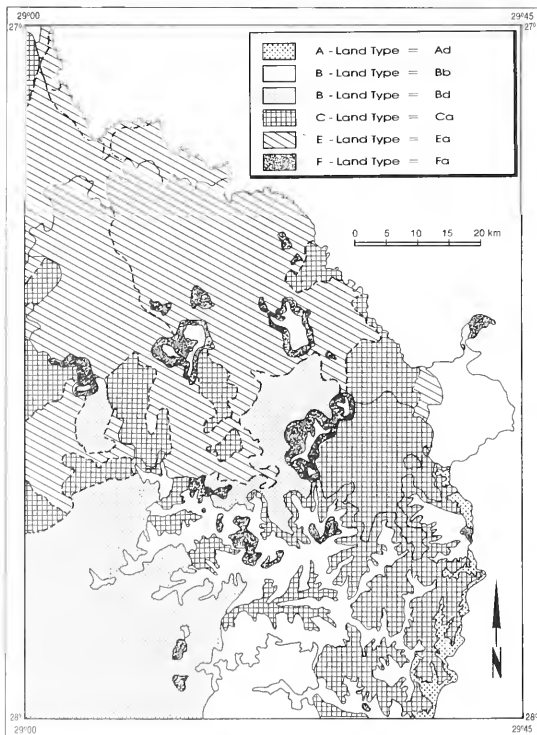 29°00 29°45
27° 27°
A - Land Type = Ad
B - Land Type = Bb
B - Land Type = Bd
C - Land Type = Ca
E - Land Type = Ea
F - Land Type = Fa
0 5 10 15 20 km
N
28° 28°
29°00 29°45